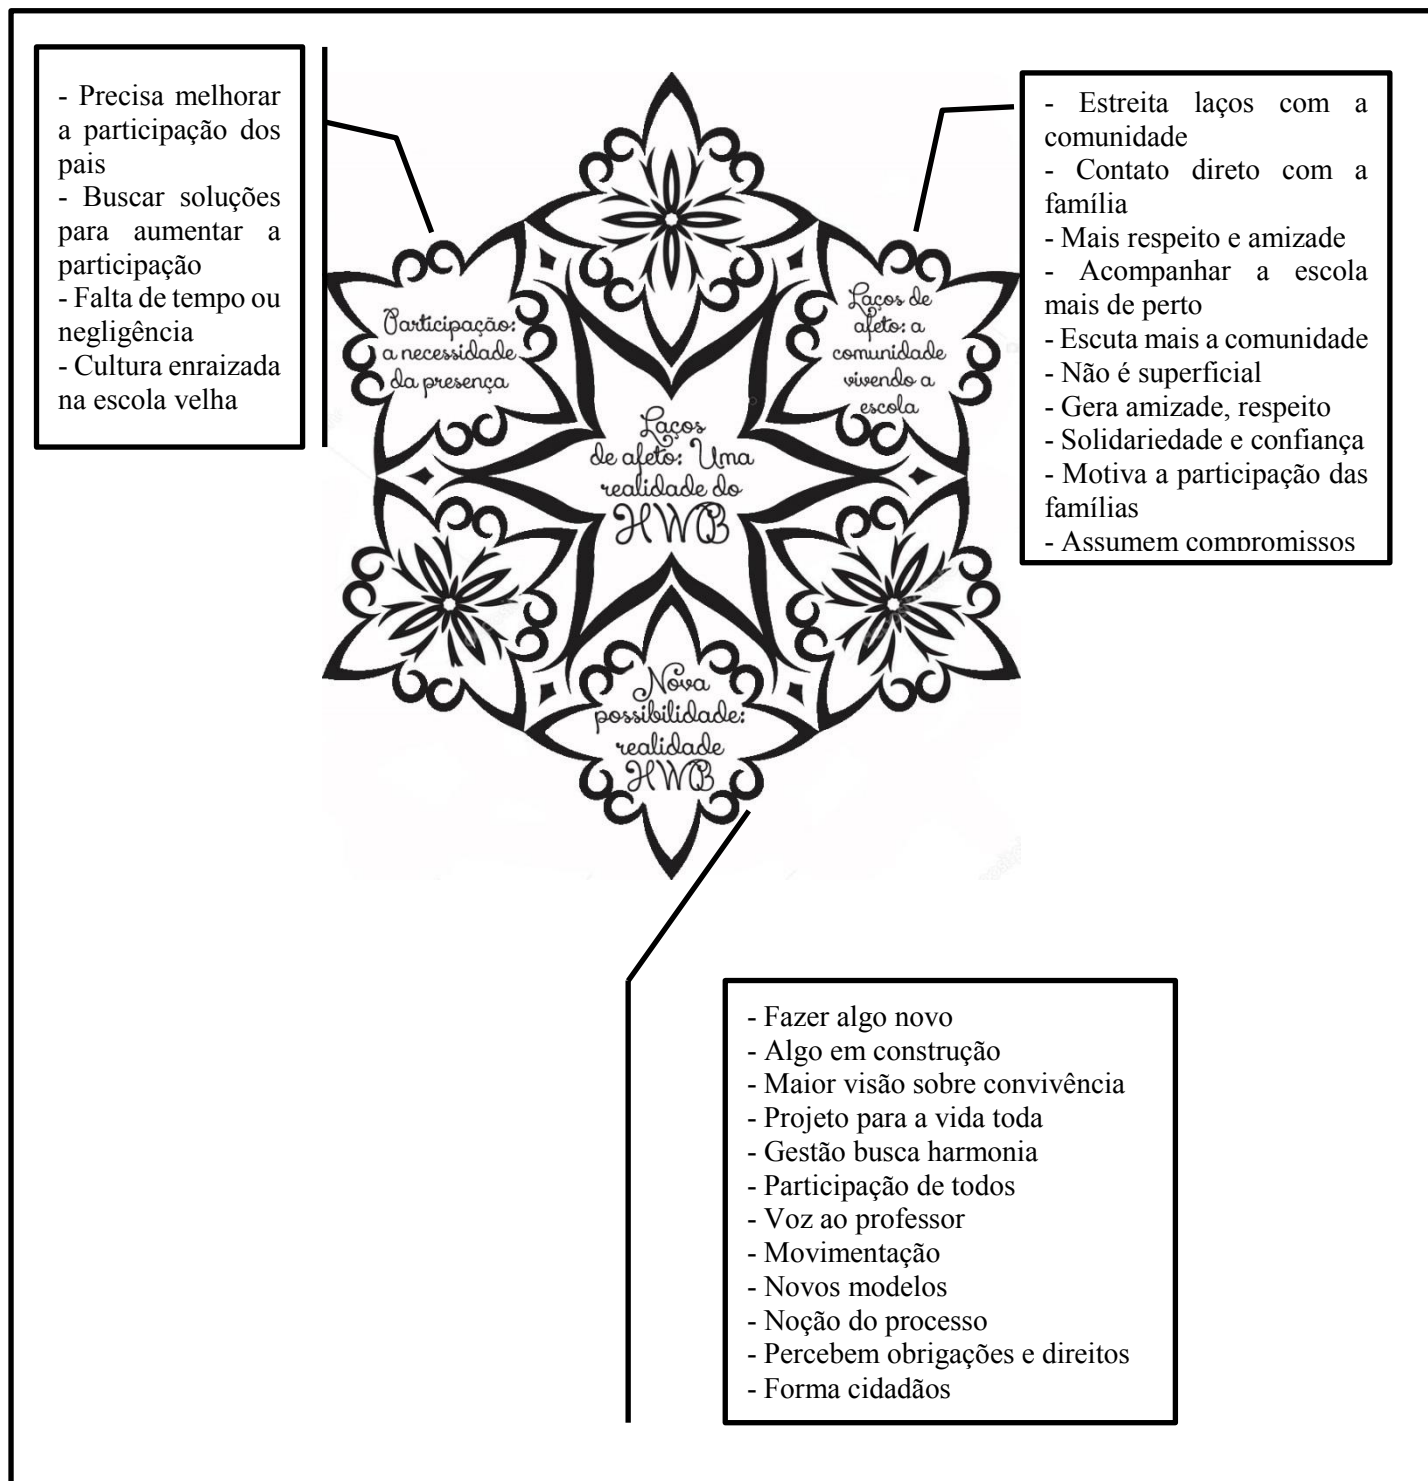 - Precisa melhorar
a participação dos
pais
- Buscar soluções
para aumentar a
participação
- Falta de tempo ou
negligência
- Cultura enraizada
na escola velha
- Estreita laços com a
comunidade
- Contato direto com a
família
- Mais respeito e amizade
- Acompanhar a escola
mais de perto
- Escuta mais a comunidade
- Não é superficial
- Gera amizade, respeito
- Solidariedade e confiança
- Motiva a participação das
famílias
- Assumem compromissos
Participação:
a necessidade
da presença
Laços de
afeto: a
comunidade
vivendo a
escola
Laços
de afeto: Uma
realidade do
HWB
Nova
possibilidade:
realidade
HWB
- Fazer algo novo
- Algo em construção
- Maior visão sobre convivência
- Projeto para a vida toda
- Gestão busca harmonia
- Participação de todos
- Voz ao professor
- Movimentação
- Novos modelos
- Noção do processo
- Percebem obrigações e direitos
- Forma cidadãos